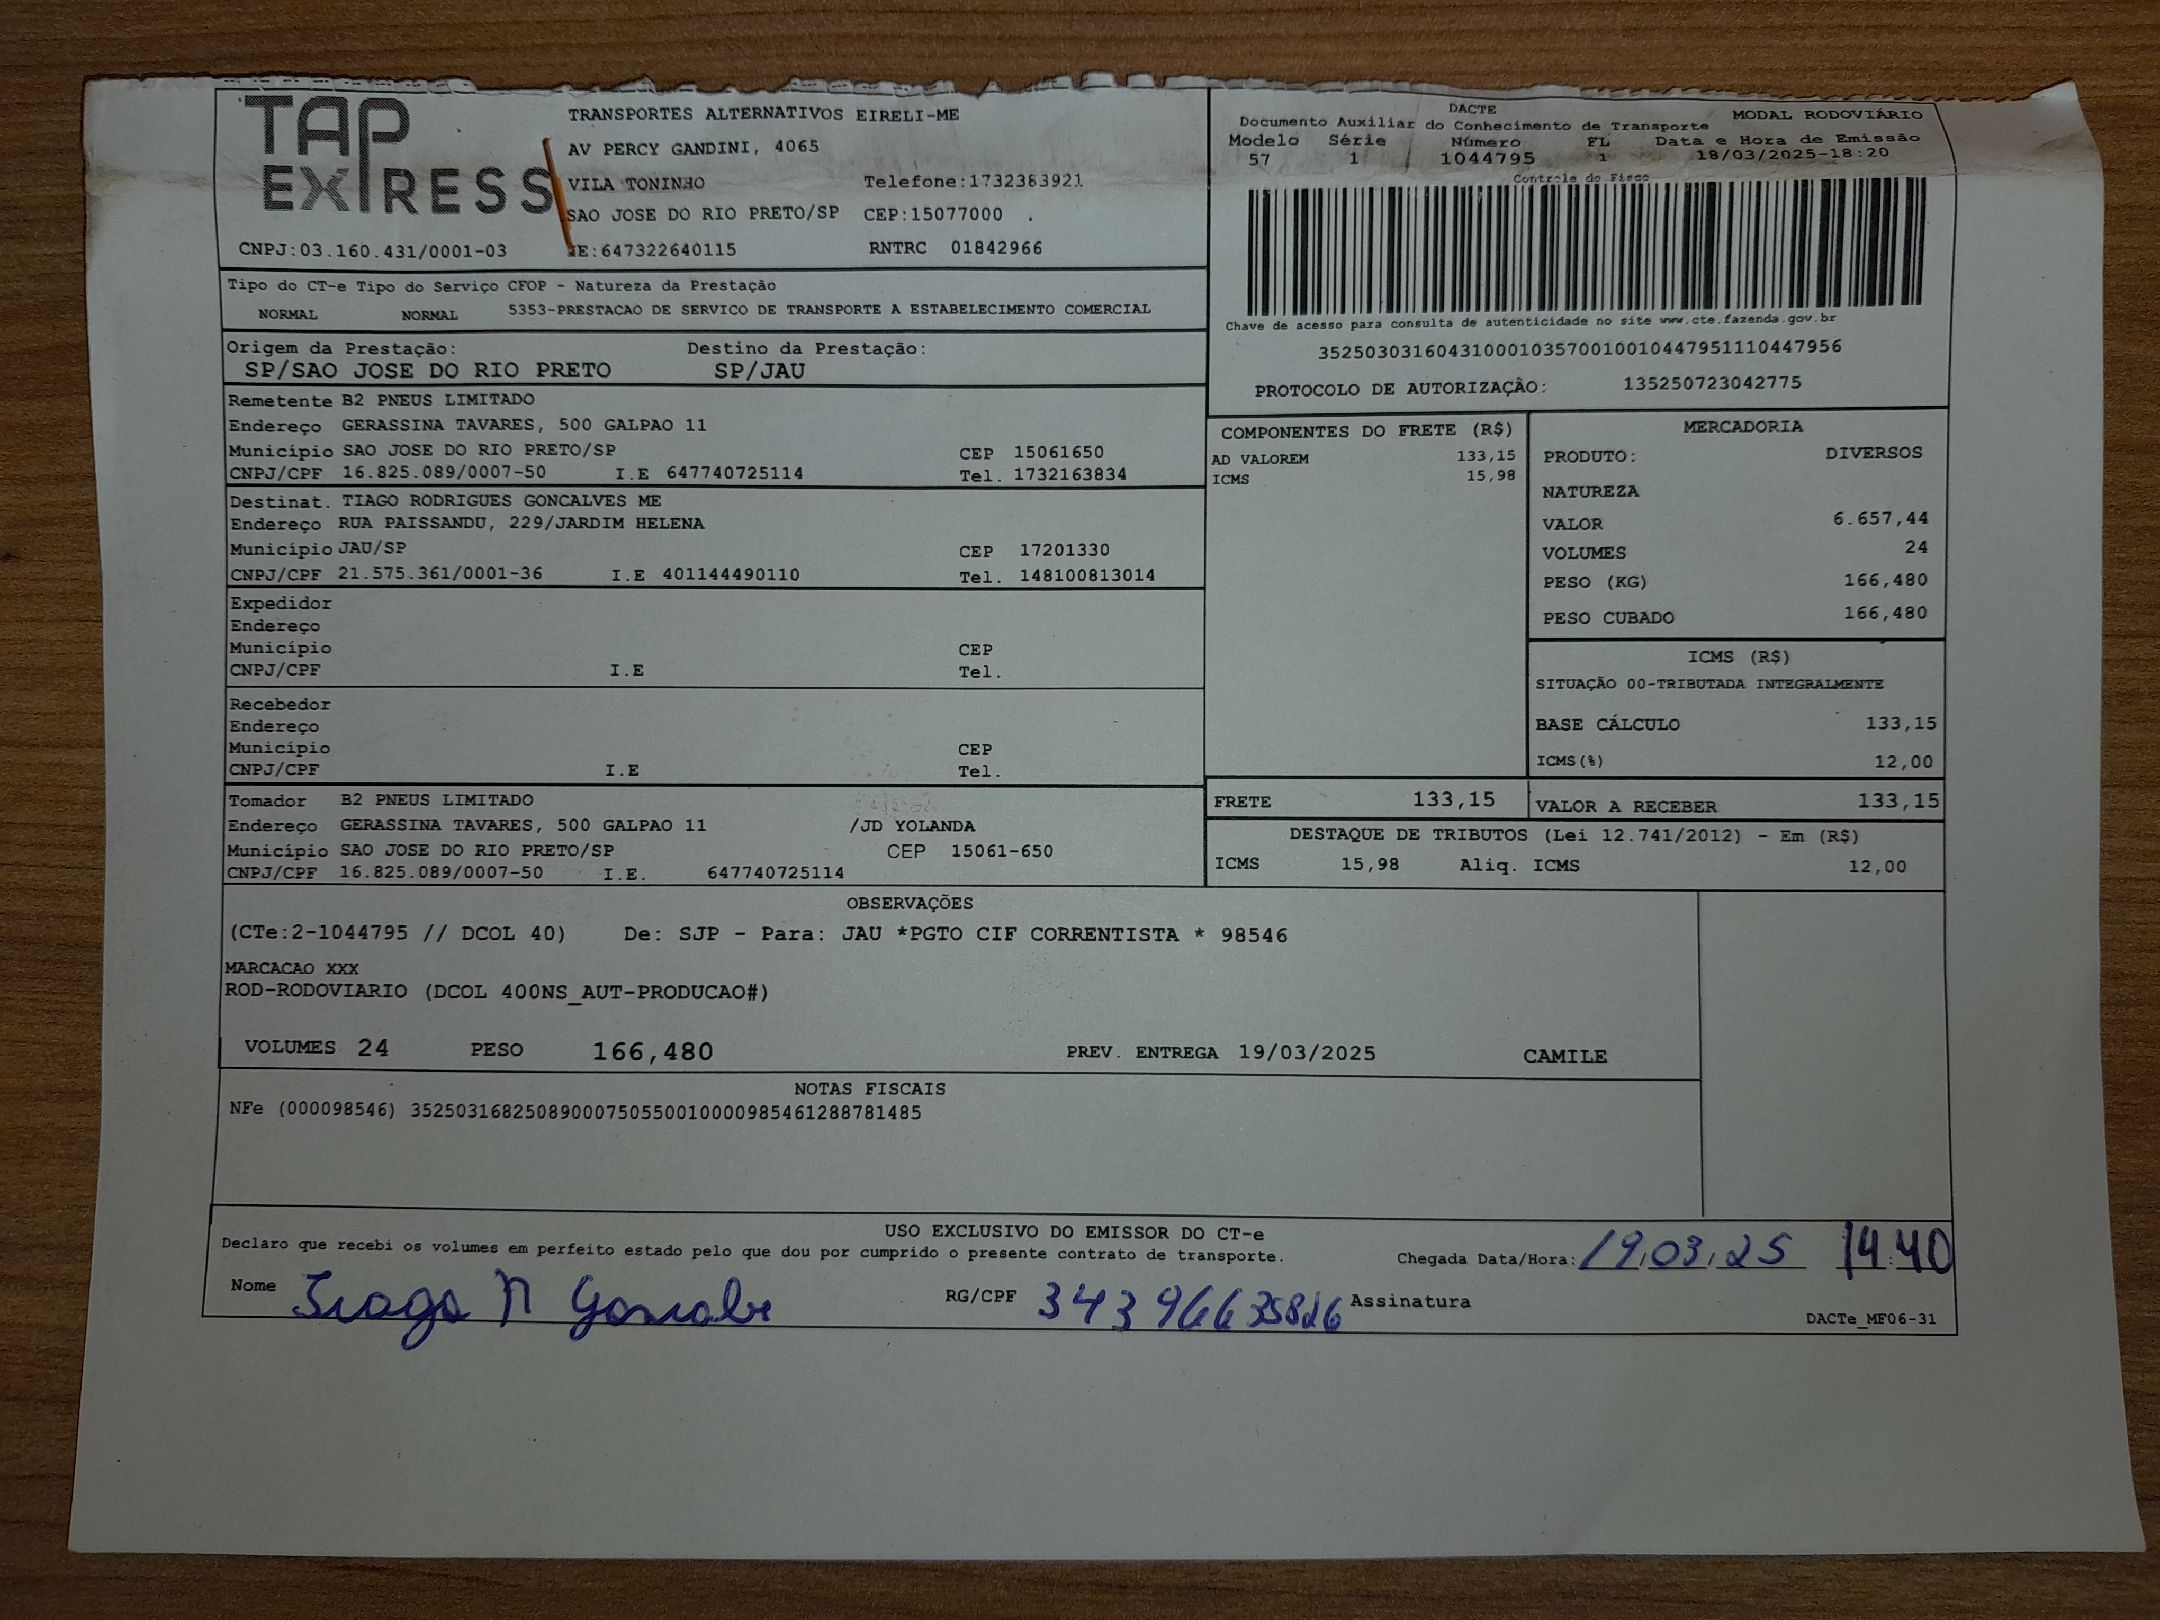 TAP EXPRESS
TRANSPORTES ALTERNATIVOS EIRELI-ME
AV PERCY GANDINI, 4065
VILA TONINHO Telefone:1732383921
SAO JOSE DO RIO PRETO/SP CEP:15077000
CNPJ:03.160.431/0001-03 IE:647322640115 RNTRC 01842966
DACTE MODAL RODOVIÁRIO
Documento Auxiliar do Conhecimento de Transporte
Modelo Série Número FL Data e Hora de Emissão
57 1 1044795 1 18/03/2025-18:20
Controle do Fisco
Chave de acesso para consulta de autenticidade no site www.cte.fazenda.gov.br
35250303160431000103570010010447951110447956
PROTOCOLO DE AUTORIZAÇÃO: 135250723042775
Tipo do CT-e Tipo do Serviço CFOP - Natureza da Prestação
NORMAL NORMAL 5353-PRESTACAO DE SERVICO DE TRANSPORTE A ESTABELECIMENTO COMERCIAL
Origem da Prestação: Destino da Prestação:
SP/SAO JOSE DO RIO PRETO SP/JAU
Remetente B2 PNEUS LIMITADO
Endereço GERASSINA TAVARES, 500 GALPAO 11
Município SAO JOSE DO RIO PRETO/SP CEP 15061650
CNPJ/CPF 16.825.089/0007-50 I.E 647740725114 Tel. 1732163834
Destinat. TIAGO RODRIGUES GONCALVES ME
Endereço RUA PAISSANDU, 229/JARDIM HELENA
Município JAU/SP CEP 17201330
CNPJ/CPF 21.575.361/0001-36 I.E 401144490110 Tel. 148100813014
Expedidor
Endereço
Município CEP
CNPJ/CPF I.E Tel.
Recebedor
Endereço
Município CEP
CNPJ/CPF I.E Tel.
Tomador B2 PNEUS LIMITADO
Endereço GERASSINA TAVARES, 500 GALPAO 11 /JD YOLANDA
Município SAO JOSE DO RIO PRETO/SP CEP 15061-650
CNPJ/CPF 16.825.089/0007-50 I.E. 647740725114
COMPONENTES DO FRETE (R$)
AD VALOREM 133,15
ICMS 15,98
MERCADORIA
PRODUTO: DIVERSOS
NATUREZA
VALOR 6.657,44
VOLUMES 24
PESO (KG) 166,480
PESO CUBADO 166,480
ICMS (R$)
SITUAÇÃO 00-TRIBUTADA INTEGRALMENTE
BASE CÁLCULO 133,15
ICMS(%) 12,00
FRETE 133,15 VALOR A RECEBER 133,15
DESTAQUE DE TRIBUTOS (Lei 12.741/2012) - Em (R$)
ICMS 15,98 Aliq. ICMS 12,00
OBSERVAÇÕES
(CTe:2-1044795 // DCOL 40) De: SJP - Para: JAU *PGTO CIF CORRENTISTA * 98546
MARCACAO XXX
ROD-RODOVIARIO (DCOL 400NS_AUT-PRODUCAO#)
VOLUMES 24 PESO 166,480 PREV. ENTREGA 19/03/2025 CAMILE
NOTAS FISCAIS
NFe (000098546) 35250316825089000750550010000985461288781485
USO EXCLUSIVO DO EMISSOR DO CT-e
Declaro que recebi os volumes em perfeito estado pelo que dou por cumprido o presente contrato de transporte. Chegada Data/Hora: 19.03.25 14:40
Nome Tiago R Goncalve RG/CPF 34396635826 Assinatura
DACTe_MF06-31